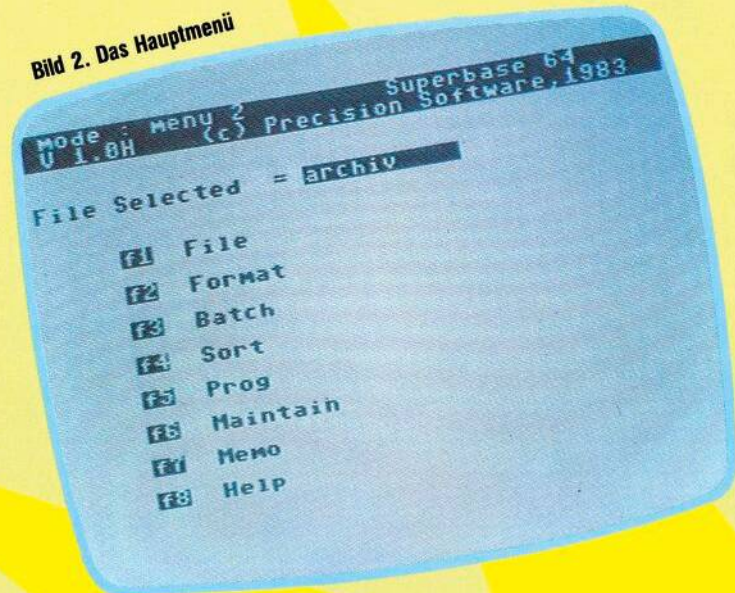 Bild 2. Das Hauptmenü
Mode : menu 2 Superbase 64
V 1.0H (c) Precision Software,1983
File Selected = archiv
f1 File
f2 Format
f3 Batch
f4 Sort
f5 Prog
f6 Maintain
f7 Memo
f8 Help